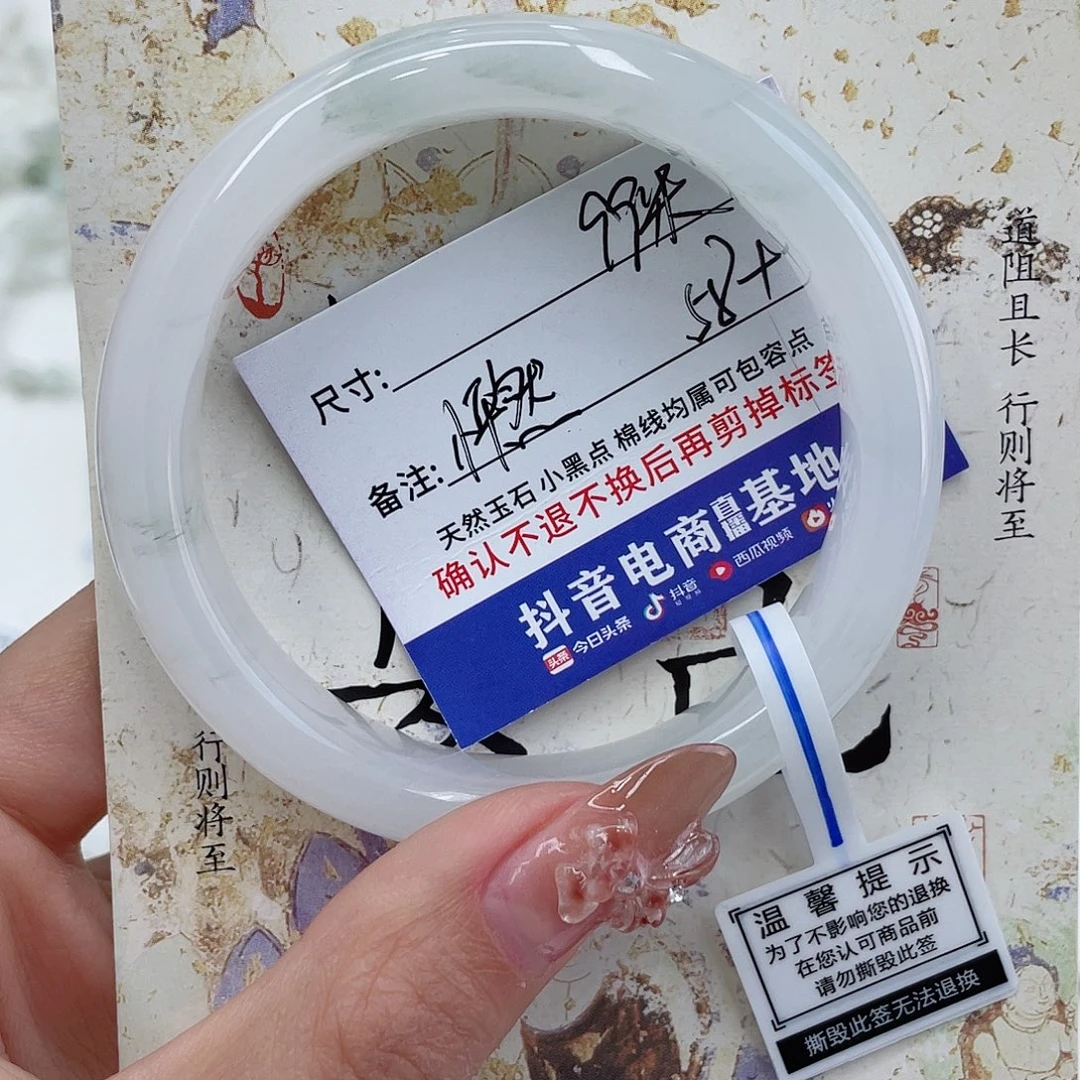 道阻且长 行则将至
58+
尺寸:
备注:
天然玉石 小黑点 棉线均属可包容点
确认不退不换后再剪掉标签
抖音电商直播基地
头条 今日头条 抖音 西瓜视频
行则将至
温馨提示
为了不影响您的退换
在您认可商品前
请勿撕毁此签
撕毁此签无法退换